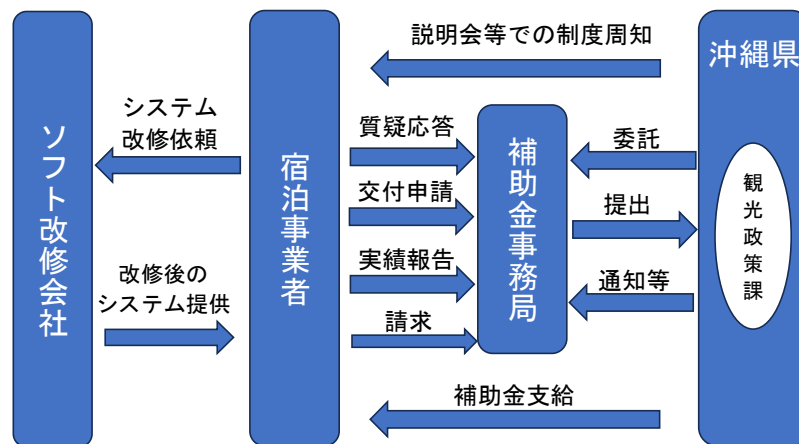 説明会等での制度周知
沖縄県
システム
改修依頼
質疑応答
委託
ソフト改修会社
宿泊事業者
補助金事務局
観光政策課
交付申請
提出
改修後の
システム提供
実績報告
通知等
請求
補助金支給